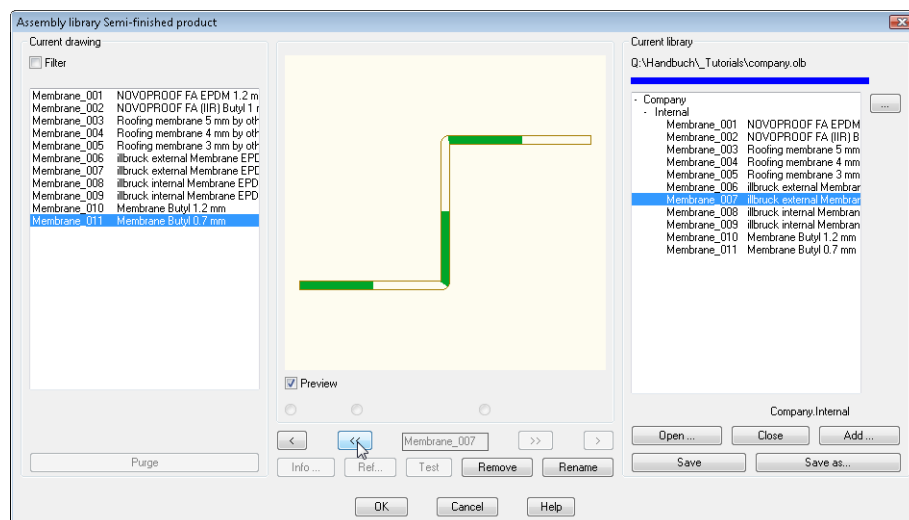 Assembly library Semi-finished product
Current drawing
Filter
Membrane_001 NOVOPROOF FA EPDM 1.2 m
Membrane_002 NOVOPROOF FA (IIR) Butyl 1 r
Membrane_003 Roofing membrane 5 mm by oth
Membrane_004 Roofing membrane 4 mm by oth
Membrane_005 Roofing membrane 3 mm by oth
Membrane_006 illbruck external Membrane EPD
Membrane_007 illbruck external Membrane EPD
Membrane_008 illbruck internal Membrane EPD
Membrane_009 illbruck internal Membrane EPD
Membrane_010 Membrane Butyl 1.2 mm
Membrane_011 Membrane Butyl 0.7 mm
Purge
Preview
< << Membrane_007 >> >
Info ... Ref... Test Remove Rename
OK Cancel Help
Current library
Q:\Handbuch\_Tutorials\company.olb
...
- Company
- Internal
Membrane_001 NOVOPROOF FA EPDM
Membrane_002 NOVOPROOF FA (IIR) B
Membrane_003 Roofing membrane 5 mm
Membrane_004 Roofing membrane 4 mm
Membrane_005 Roofing membrane 3 mm
Membrane_006 illbruck external Membrar
Membrane_007 illbruck external Membrar
Membrane_008 illbruck internal Membran
Membrane_009 illbruck internal Membran
Membrane_010 Membrane Butyl 1.2 mm
Membrane_011 Membrane Butyl 0.7 mm
Company.Internal
Open ... Close Add ...
Save Save as...